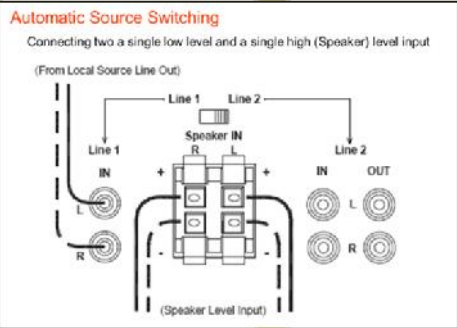 Automatic Source Switching
Connecting two a single low level and a single high (Speaker) level input
(From Local Source Line Out)
Line 1 Line 2
Speaker IN
R L
Line 1
IN
L
R
+ +
- -
Line 2
IN OUT
L
R
(Speaker Level Input)